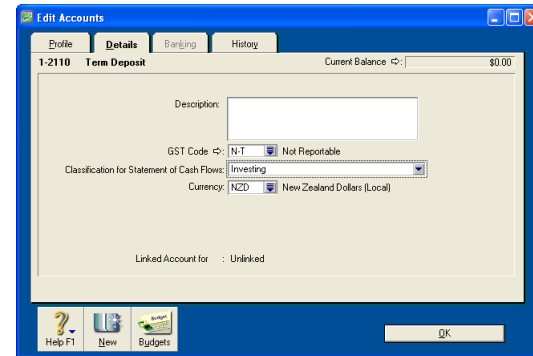 Edit Accounts
Profile Details Banking History
1-2110 Term Deposit Current Balance ⇨: $0.00
Description:
GST Code ⇨: N-T Not Reportable
Classification for Statement of Cash Flows: Investing
Currency: NZD New Zealand Dollars (Local)
Linked Account for : Unlinked
Budget
Help F1 New Budgets OK